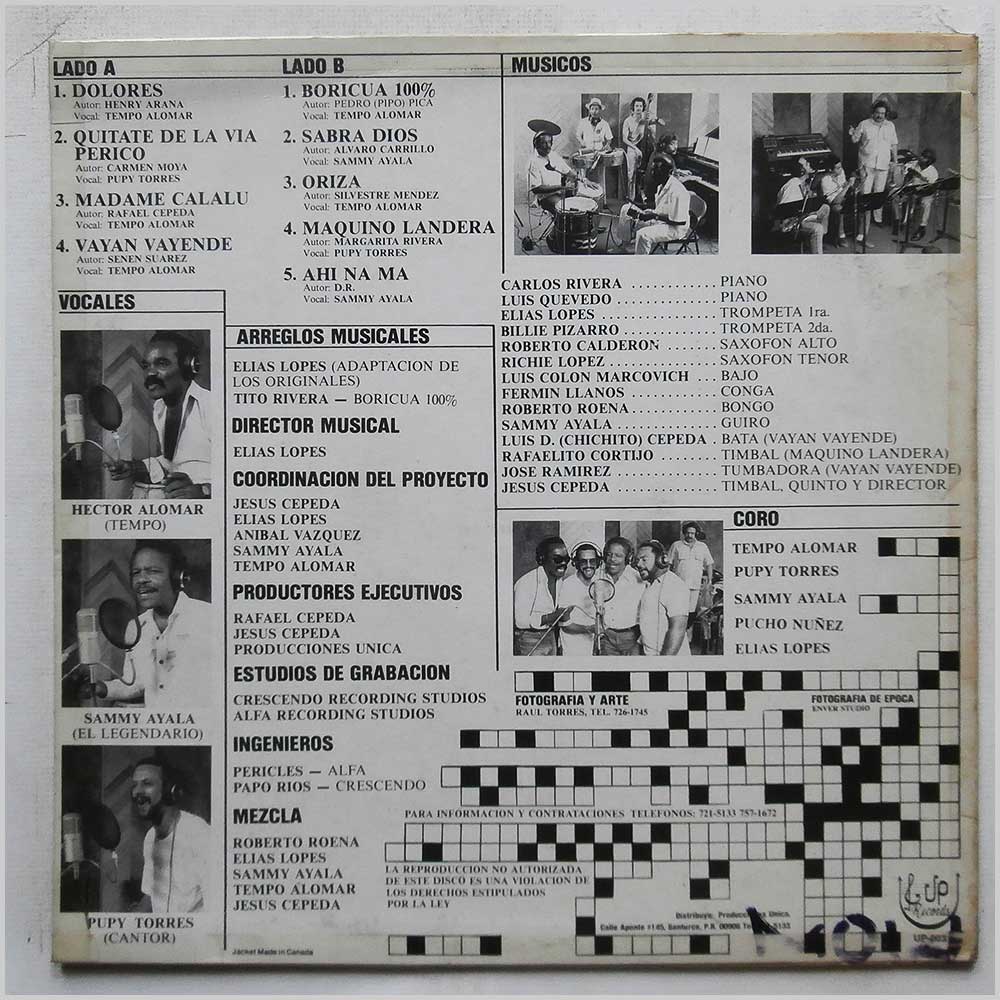 LADO A
1. DOLORES
Autor: HENRY ARANA
Vocal: TEMPO ALOMAR
2. QUITATE DE LA VIA
PERICO
Autor: CARMEN MOYA
Vocal: PUPY TORRES
3. MADAME CALALU
Autor: RAFAEL CEPEDA
Vocal: TEMPO ALOMAR
4. VAYAN VAYENDE
Autor: SENEN SUAREZ
Vocal: TEMPO ALOMAR
LADO B
1. BORICUA 100%
Autor: PEDRO (PIPO) PICA
Vocal: TEMPO ALOMAR
2. SABRA DIOS
Autor: ALVARO CARRILLO
Vocal: SAMMY AYALA
3. ORIZA
Autor: SILVESTRE MENDEZ
Vocal: TEMPO ALOMAR
4. MAQUINO LANDERA
Autor: MARGARITA RIVERA
Vocal: PUPY TORRES
5. AHI NA MA
Autor: D.R.
Vocal: SAMMY AYALA
MUSICOS
CARLOS RIVERA ............ PIANO
LUIS QUEVEDO ............. PIANO
ELIAS LOPES ............... TROMPETA 1ra.
BILLIE PIZARRO ............ TROMPETA 2da.
ROBERTO CALDERON ....... SAXOFON ALTO
RICHIE LOPEZ .............. SAXOFON TENOR
LUIS COLON MARCOVICH ... BAJO
FERMIN LLANOS ........... CONGA
ROBERTO ROENA ............ BONGO
SAMMY AYALA .............. GUIRO
LUIS D. (CHICHITO) CEPEDA . BATA (VAYAN VAYENDE)
RAFAELITO CORTIJO ....... TIMBAL (MAQUINO LANDERA)
JOSE RAMIREZ .............. TUMBADORA (VAYAN VAYENDE)
JESUS CEPEDA .............. TIMBAL, QUINTO Y DIRECTOR
VOCALES
HECTOR ALOMAR
(TEMPO)
SAMMY AYALA
(EL LEGENDARIO)
PUPY TORRES
(CANTOR)
ARREGLOS MUSICALES
ELIAS LOPES (ADAPTACION DE
LOS ORIGINALES)
TITO RIVERA — BORICUA 100%
DIRECTOR MUSICAL
ELIAS LOPES
COORDINACION DEL PROYECTO
JESUS CEPEDA
ELIAS LOPES
ANIBAL VAZQUEZ
SAMMY AYALA
TEMPO ALOMAR
PRODUCTORES EJECUTIVOS
RAFAEL CEPEDA
JESUS CEPEDA
PRODUCCIONES UNICA
ESTUDIOS DE GRABACION
CRESCENDO RECORDING STUDIOS
ALFA RECORDING STUDIOS
INGENIEROS
PERICLES — ALFA
PAPO RIOS — CRESCENDO
MEZCLA
ROBERTO ROENA
ELIAS LOPES
SAMMY AYALA
TEMPO ALOMAR
JESUS CEPEDA
Jacket Made in Canada
CORO
TEMPO ALOMAR
PUPY TORRES
SAMMY AYALA
PUCHO NUÑEZ
ELIAS LOPES
FOTOGRAFIA Y ARTE
RAUL TORRES, TEL. 726-1745
FOTOGRAFIA DE EPOCA
ENVER STUDIO
PARA INFORMACION Y CONTRATACIONES TELEFONOS: 721-5133 757-1672
LA REPRODUCCION NO AUTORIZADA
DE ESTE DISCO ES UNA VIOLACION DE
LOS DERECHOS ESTIPULADOS
POR LA LEY
Distribuye, Única.
Calle Aponte #185, Santurce, P.R. 00908 5133
Up
Records